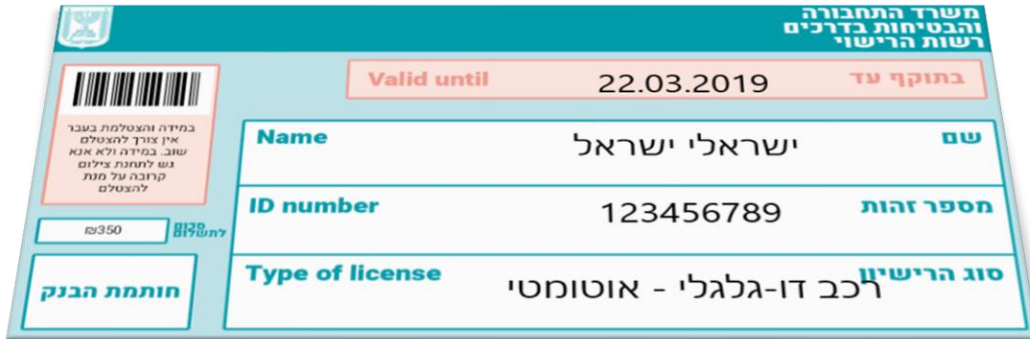 משרד התחבורה
והבטיחות בדרכים
רשות הרישוי
Valid until 22.03.2019 בתוקף עד
Name ישראלי ישראל שם
ID number 123456789 מספר זהות
Type of license רכב דו-גלגלי - אוטומטי סוג הרישיון
במידה והצטלמת בעבר
אין צורך להצטלם
שוב. במידה ולא אנא
גש לתחנת צילום
קרובה על מנת
להצטלם
סכום
לתשלום
₪350
חותמת הבנק